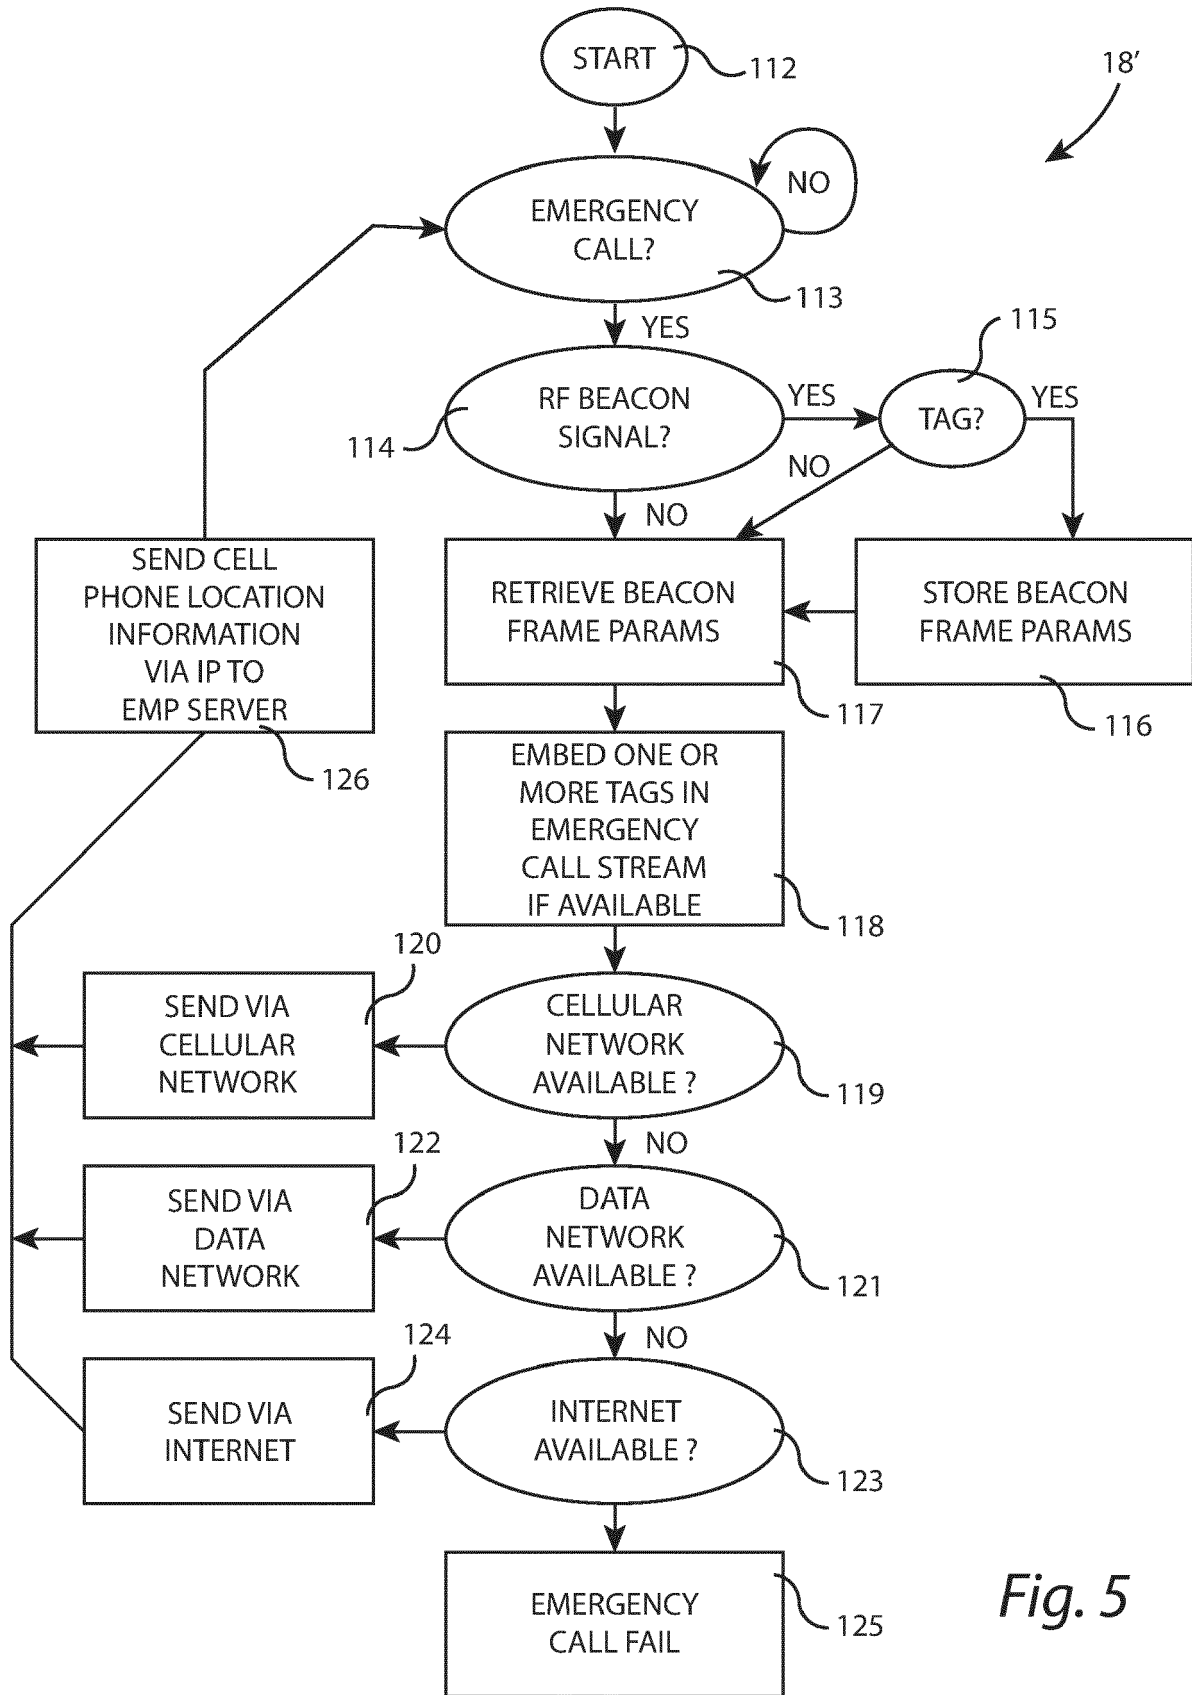 START
112
18’
NO
EMERGENCY
CALL?
113
YES
115
RF BEACON
SIGNAL?
YES
TAG?
YES
114
NO
NO
SEND CELL
PHONE LOCATION
INFORMATION
VIA IP TO
EMP SERVER
RETRIEVE BEACON
FRAME PARAMS
STORE BEACON
FRAME PARAMS
117
116
126
EMBED ONE OR
MORE TAGS IN
EMERGENCY
CALL STREAM
IF AVAILABLE
118
120
SEND VIA
CELLULAR
NETWORK
CELLULAR
NETWORK
AVAILABLE ?
119
NO
122
SEND VIA
DATA
NETWORK
DATA
NETWORK
AVAILABLE ?
121
NO
124
SEND VIA
INTERNET
INTERNET
AVAILABLE ?
123
EMERGENCY
CALL FAIL
125
Fig. 5